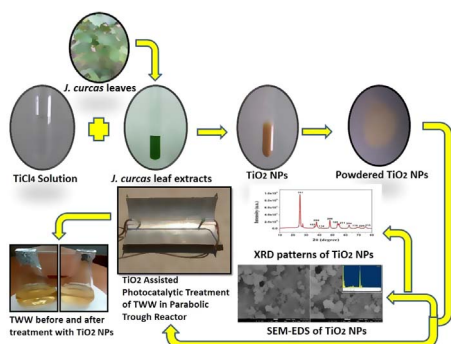 J. curcas leaves
TiCl4 Solution
J. curcas leaf extracts
TiO2 NPs
Powdered TiO2 NPs
TiO2 Assisted
Photocatalytic Treatment
of TWW in Parabolic
Trough Reactor
XRD patterns of TiO2 NPs
2θ (degree)
TWW before and after
treatment with TiO2 NPs
SEM-EDS of TiO2 NPs